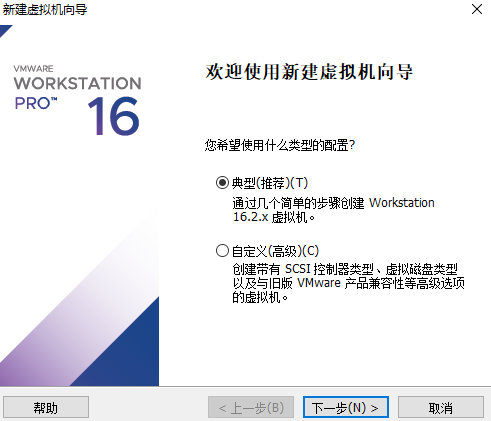 新建虚拟机向导
VMWARE
WORKSTATION
PRO™ 16
欢迎使用新建虚拟机向导
您希望使用什么类型的配置?
典型(推荐)(T)
通过几个简单的步骤创建 Workstation
16.2.x 虚拟机。
自定义(高级)(C)
创建带有 SCSI 控制器类型、虚拟磁盘类型
以及与旧版 VMware 产品兼容性等高级选项
的虚拟机。
帮助
< 上一步(B)
下一步(N) >
取消